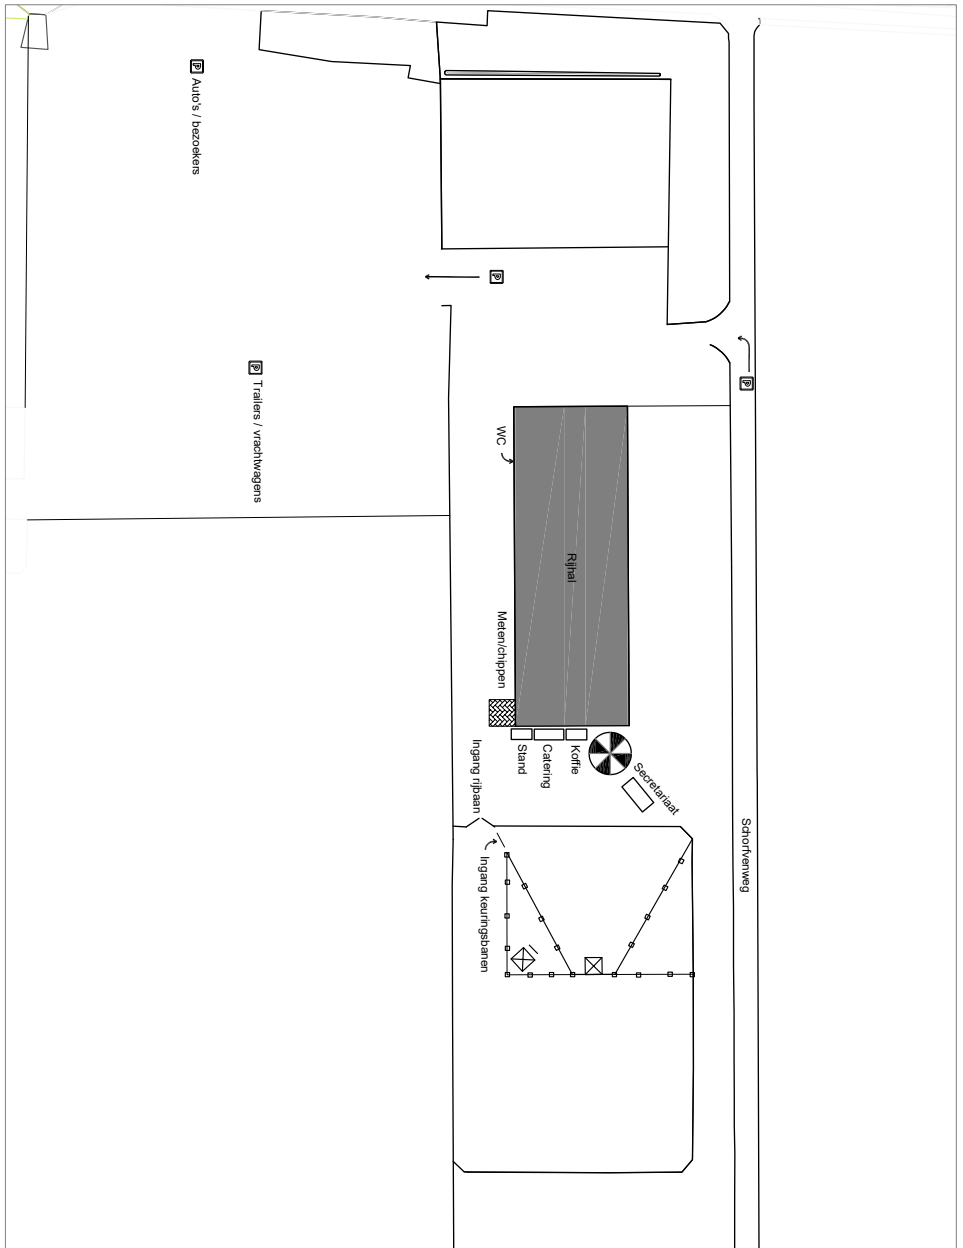 P Auto's / bezoekers
P
P
P Trailers / vrachtwagens
WC
Rijhal
Meten/chippen
Ingang rijbaan
Stand
Catering
Koffie
Secretariaat
Schorfvenweg
Ingang keuringsbanen